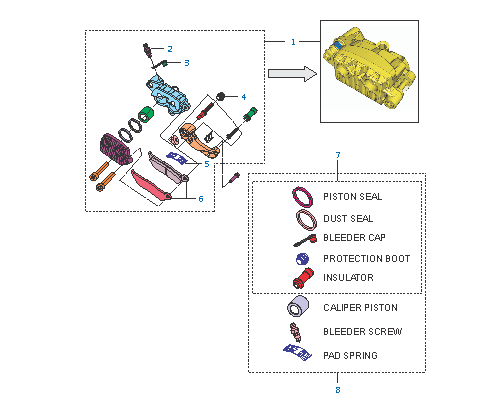 1
2
3
4
5
6
7
PISTON SEAL
DUST SEAL
BLEEDER CAP
PROTECTION BOOT
INSULATOR
CALIPER PISTON
BLEEDER SCREW
PAD SPRING
8